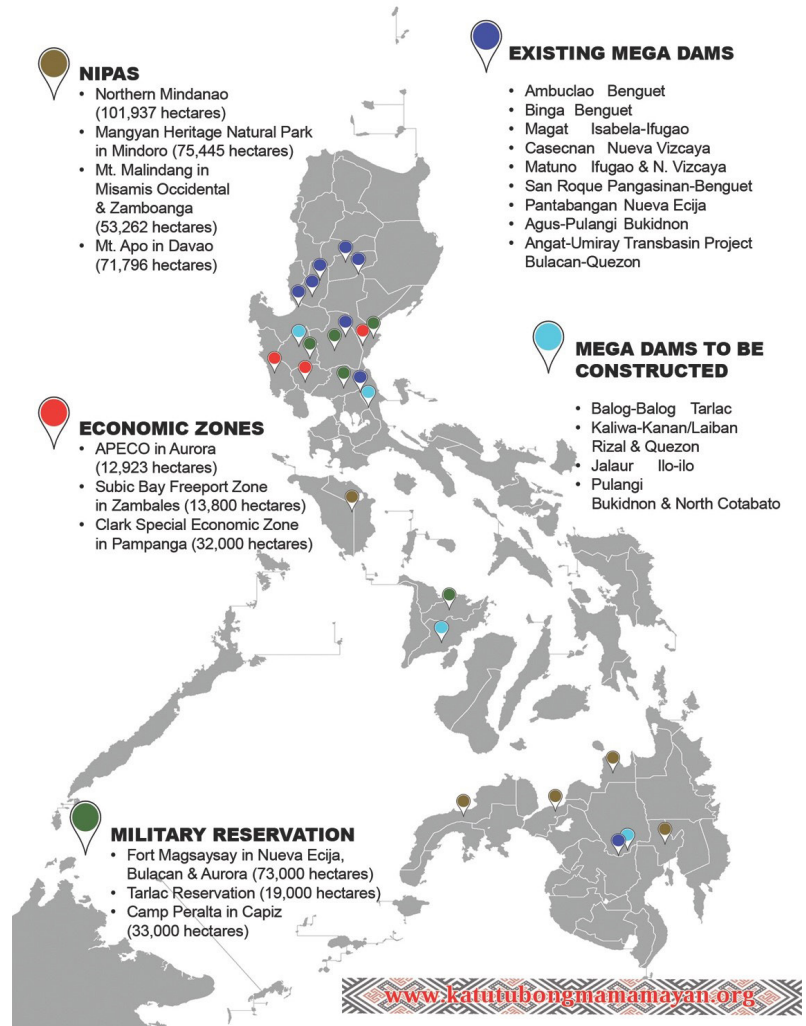 NIPAS
• Northern Mindanao
(101,937 hectares)
• Mangyan Heritage Natural Park
in Mindoro (75,445 hectares)
• Mt. Malindang in
Misamis Occidental
& Zamboanga
(53,262 hectares)
• Mt. Apo in Davao
(71,796 hectares)
EXISTING MEGA DAMS
• Ambuclao Benguet
• Binga Benguet
• Magat Isabela-Ifugao
• Casecnan Nueva Vizcaya
• Matuno Ifugao & N. Vizcaya
• San Roque Pangasinan-Benguet
• Pantabangan Nueva Ecija
• Agus-Pulangi Bukidnon
• Angat-Umiray Transbasin Project
Bulacan-Quezon
MEGA DAMS TO BE
CONSTRUCTED
• Balog-Balog Tarlac
• Kaliwa-Kanan/Laiban
Rizal & Quezon
• Jalaur Ilo-ilo
• Pulangi
Bukidnon & North Cotabato
ECONOMIC ZONES
• APECO in Aurora
(12,923 hectares)
• Subic Bay Freeport Zone
in Zambales (13,800 hectares)
• Clark Special Economic Zone
in Pampanga (32,000 hectares)
MILITARY RESERVATION
• Fort Magsaysay in Nueva Ecija,
Bulacan & Aurora (73,000 hectares)
• Tarlac Reservation (19,000 hectares)
• Camp Peralta in Capiz
(33,000 hectares)
www.katutubongmamamayan.org